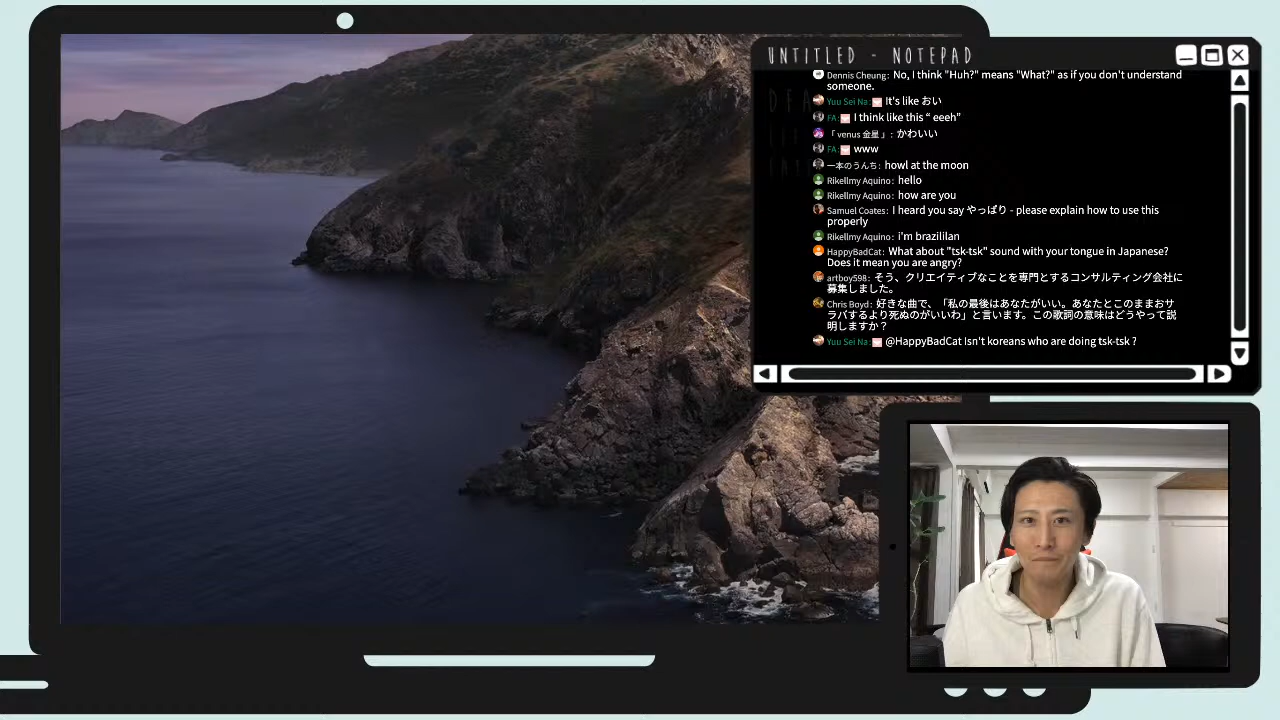 UNTITLED - NOTEPAD
Dennis Cheung: No, I think "Huh?" means "What?" as if you don't understand
someone.
Yuu Sei Na: It's like おい
FA: I think like this “ eeeh”
「 venus 金星 」: かわいい
FA: www
一本のうんち: howl at the moon
Rikellmy Aquino: hello
Rikellmy Aquino: how are you
Samuel Coates: I heard you say やっぱり - please explain how to use this
properly
Rikellmy Aquino: i'm brazililan
HappyBadCat: What about "tsk-tsk" sound with your tongue in Japanese?
Does it mean you are angry?
artboy598: そう、クリエイティブなことを専門とするコンサルティング会社に
募集しました。
Chris Boyd: 好きな曲で、「私の最後はあなたがいい。あなたとこのままおサ
ラバするより死ぬのがいいわ」と言います。この歌詞の意味はどうやって説
明しますか？
Yuu Sei Na: @HappyBadCat Isn't koreans who are doing tsk-tsk ?